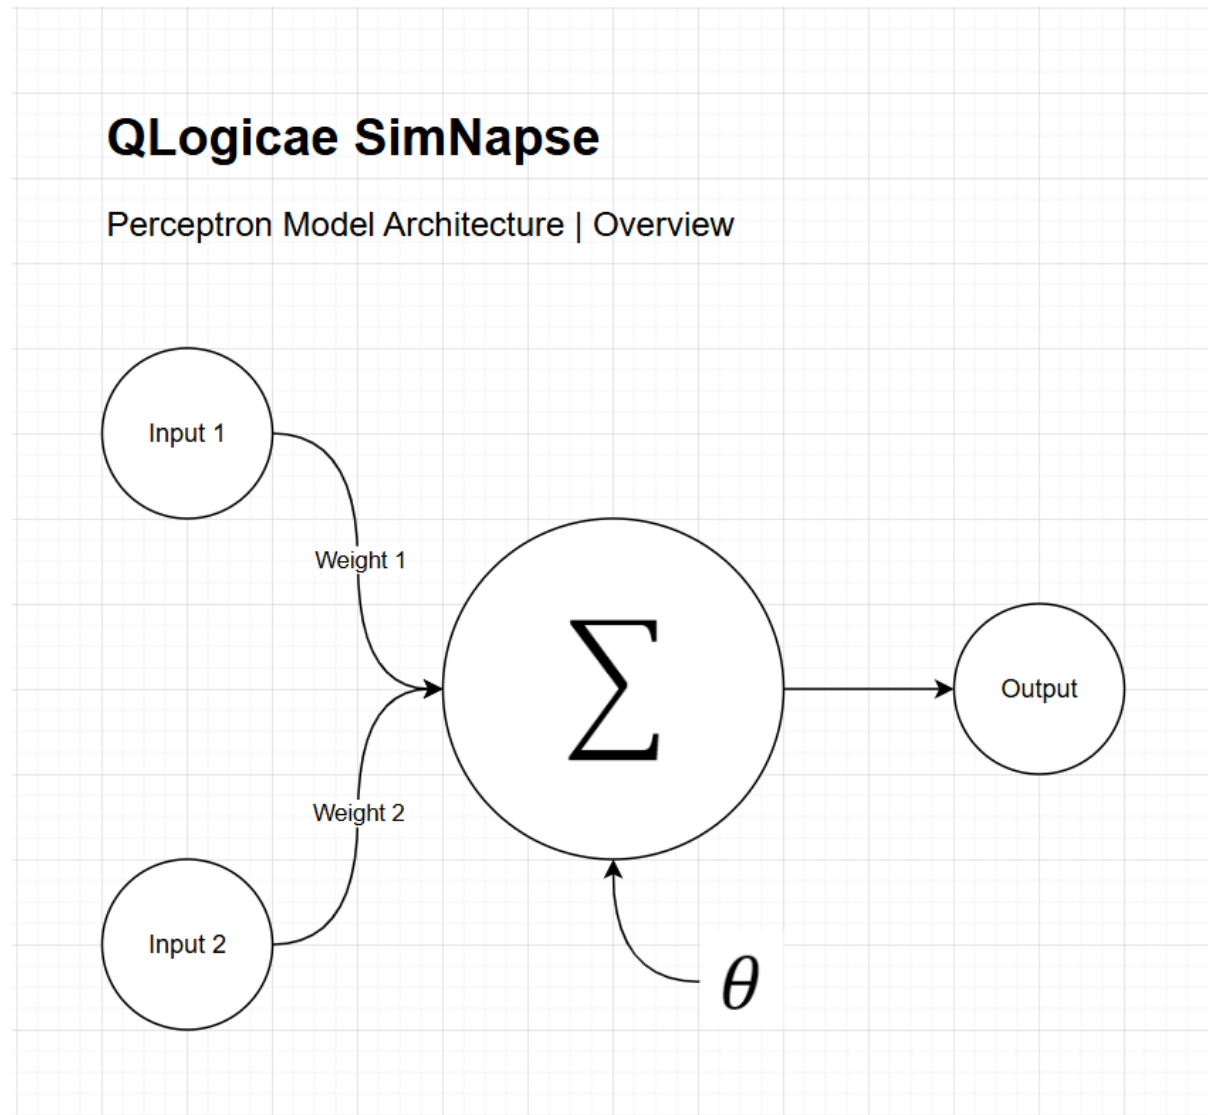 QLogicae SimNapse
Perceptron Model Architecture | Overview
Input 1
Weight 1
∑
Output
Weight 2
Input 2
θ